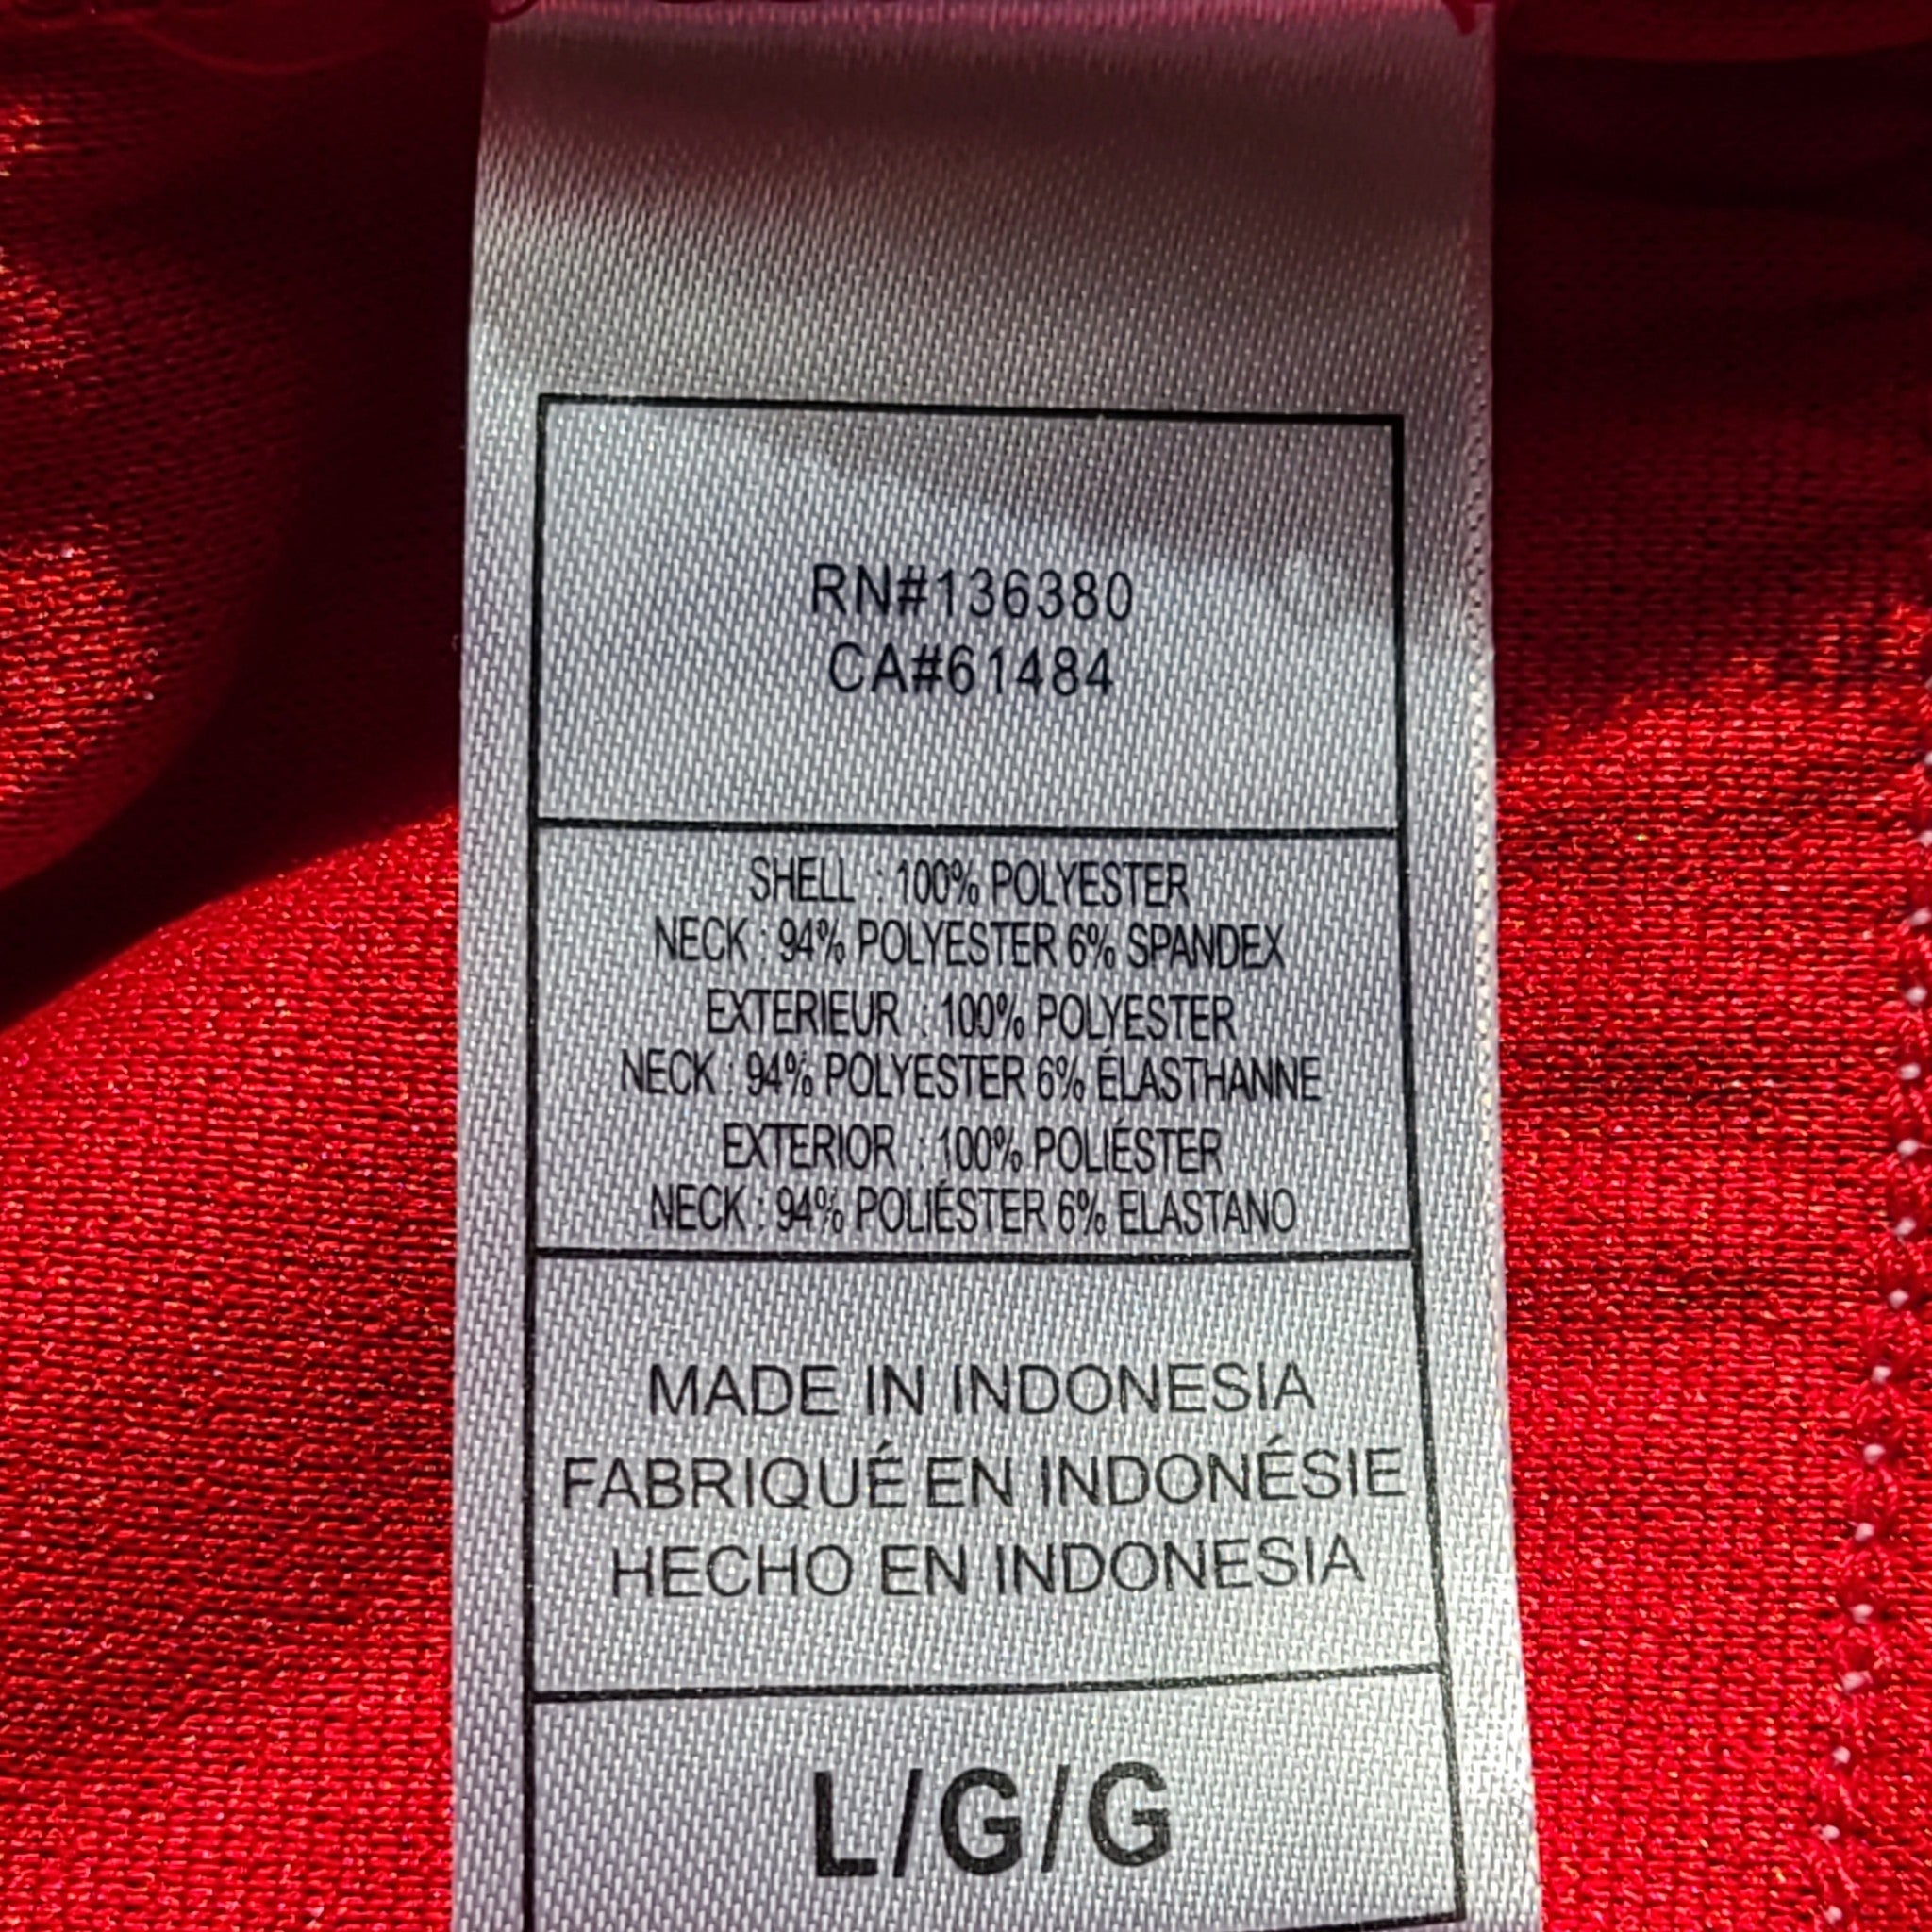 RN#136380
CA#61484
SHELL : 100% POLYESTER
NECK : 94% POLYESTER 6% SPANDEX
EXTERIEUR : 100% POLYESTER
NECK : 94% POLYESTER 6% ÉLASTHANNE
EXTERIOR : 100% POLIÉSTER
NECK : 94% POLIÉSTER 6% ELASTANO
MADE IN INDONESIA
FABRIQUÉ EN INDONÉSIE
HECHO EN INDONESIA
L/G/G